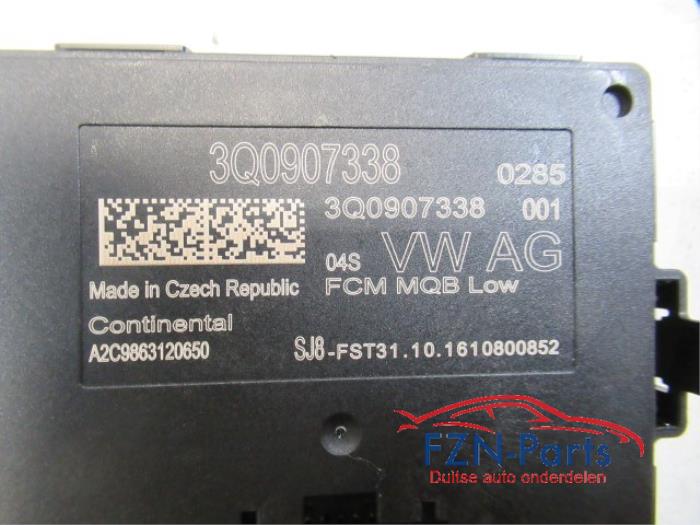 3Q0907338 0285
3Q0907338 001
04S VW AG
Made in Czech Republic FCM MQB Low
Continental
A2C9863120650 SJ8-FST31.10.1610800852
FZN-Parts
Duitse auto onderdelen